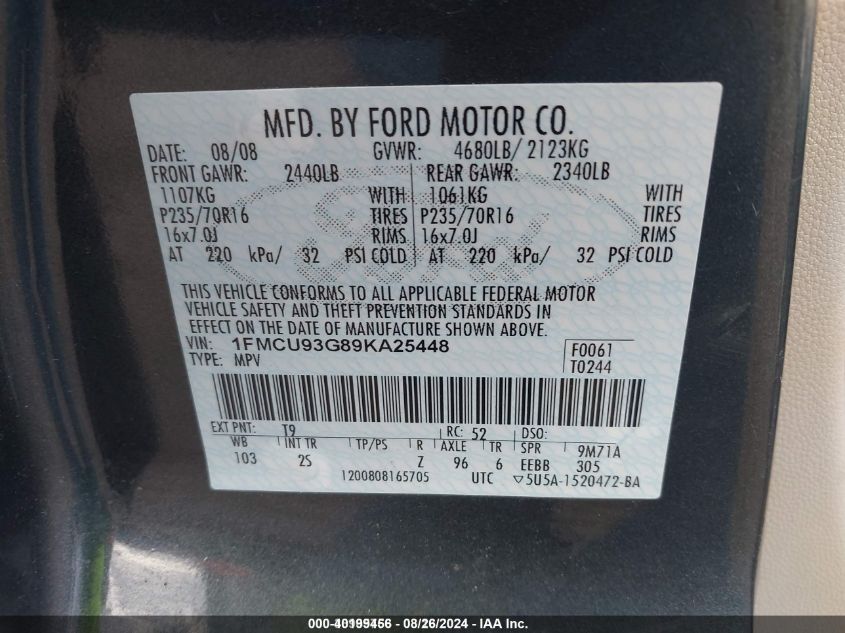 MFD. BY FORD MOTOR CO.
DATE: 08/08 GVWR: 4680LB/ 2123KG
FRONT GAWR: 2440LB REAR GAWR: 2340LB
1107KG WITH 1061KG WITH
P235/70R16 TIRES P235/70R16 TIRES
16x7.0J RIMS 16x7.0J RIMS
AT 220 kPa/ 32 PSI COLD AT 220 kPa/ 32 PSI COLD
THIS VEHICLE CONFORMS TO ALL APPLICABLE FEDERAL MOTOR
VEHICLE SAFETY AND THEFT PREVENTION STANDARDS IN
EFFECT ON THE DATE OF MANUFACTURE SHOWN ABOVE.
VIN: 1FMCU93G89KA25448 F0061
TYPE: MPV T0244
EXT PNT: T9 RC: 52 DSO:
WB INT TR TP/PS R AXLE TR SPR 9M71A
103 2S Z 96 6 EEBB 305
1200808165705 UTC ▽5U5A-1520472-BA
000-40199456 / 08/26/2024 - IAA Inc.